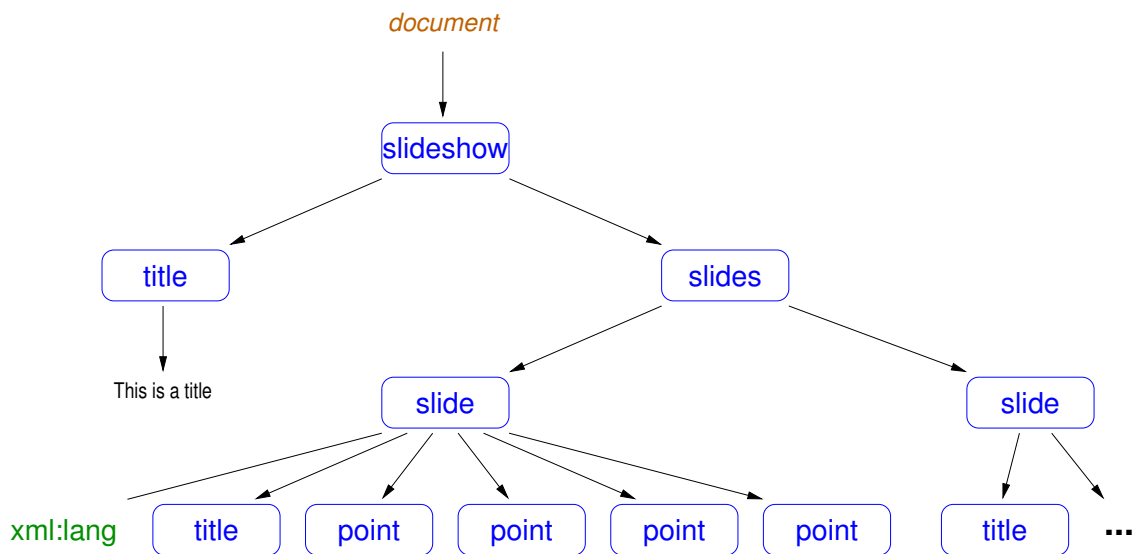 document
slideshow
title
slides
This is a title
slide
slide
xml:lang
title
point
point
point
point
title
...